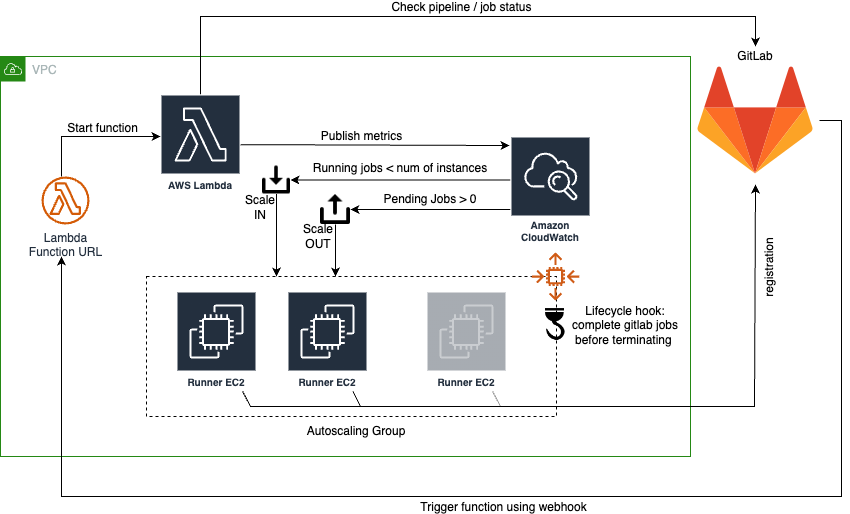 Check pipeline / job status
GitLab
VPC
Start function
Publish metrics
AWS Lambda
Running jobs < num of instances
Scale
IN
Pending Jobs > 0
Scale
OUT
Amazon
CloudWatch
Lambda
Function URL
registration
Lifecycle hook:
complete gitlab jobs
before terminating
Runner EC2
Runner EC2
Runner EC2
Autoscaling Group
Trigger function using webhook